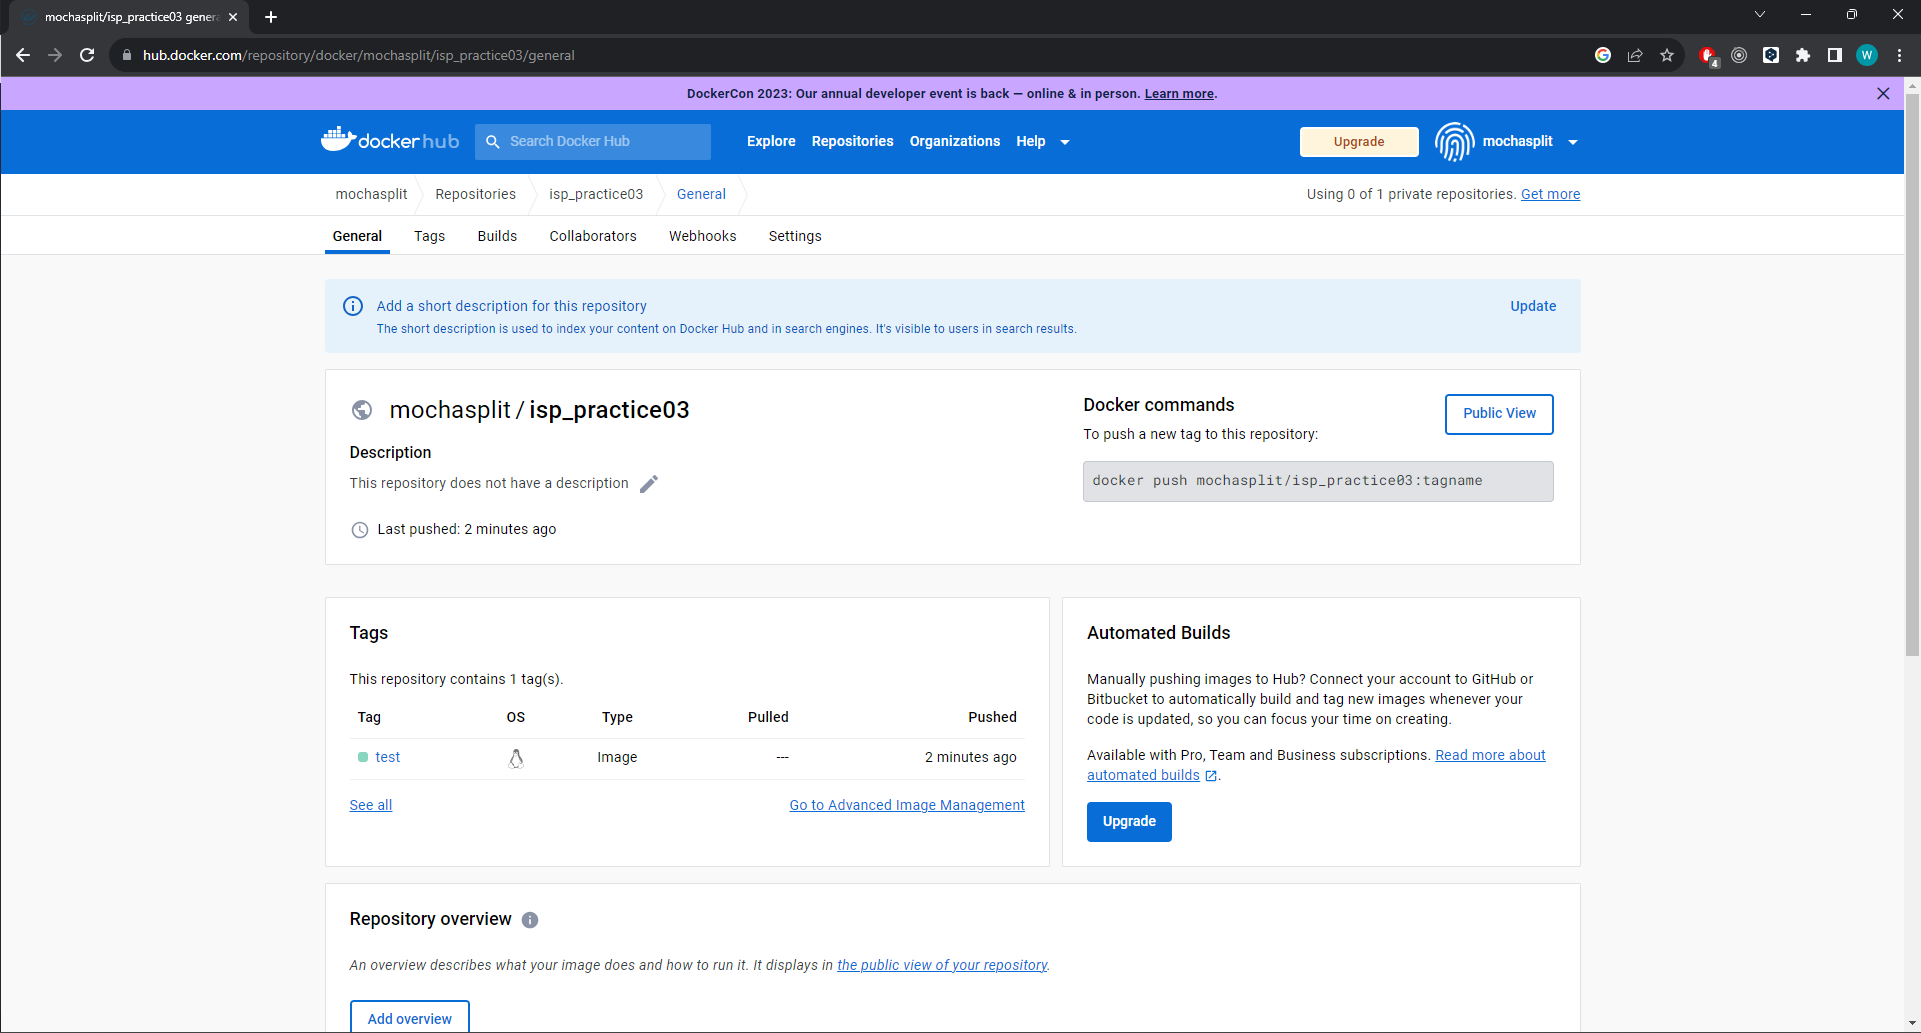 mochasplit/isp_practice03 gener
hub.docker.com/repository/docker/mochasplit/isp_practice03/general
4
W
DockerCon 2023: Our annual developer event is back — online & in person. Learn more.
dockerhub
Search Docker Hub
Explore
Repositories
Organizations
Help
Upgrade
mochasplit
mochasplit
Repositories
isp_practice03
General
Using 0 of 1 private repositories. Get more
General
Tags
Builds
Collaborators
Webhooks
Settings
Add a short description for this repository
Update
The short description is used to index your content on Docker Hub and in search engines. It's visible to users in search results.
mochasplit / isp_practice03
Description
This repository does not have a description
Last pushed: 2 minutes ago
Docker commands
Public View
To push a new tag to this repository:
docker push mochasplit/isp_practice03:tagname
Tags
This repository contains 1 tag(s).
Tag OS Type Pulled Pushed
test Image --- 2 minutes ago
See all
Go to Advanced Image Management
Automated Builds
Manually pushing images to Hub? Connect your account to GitHub or
Bitbucket to automatically build and tag new images whenever your
code is updated, so you can focus your time on creating.
Available with Pro, Team and Business subscriptions. Read more about
automated builds .
Upgrade
Repository overview
An overview describes what your image does and how to run it. It displays in the public view of your repository.
Add overview